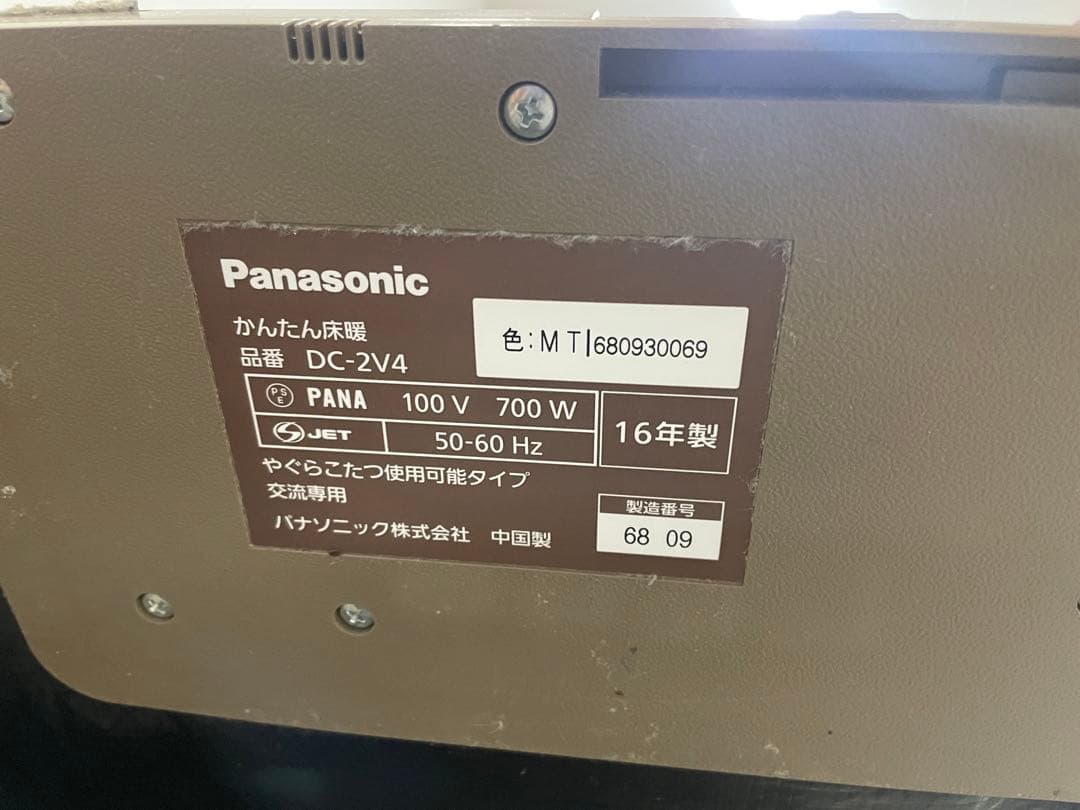 Panasonic
かんたん床暖
品番 DC-2V4
色:MT|680930069
PSE PANA 100 V 700 W
JET 50-60 Hz
16年製
やぐらこたつ使用可能タイプ
交流専用
パナソニック株式会社 中国製
製造番号
68 09